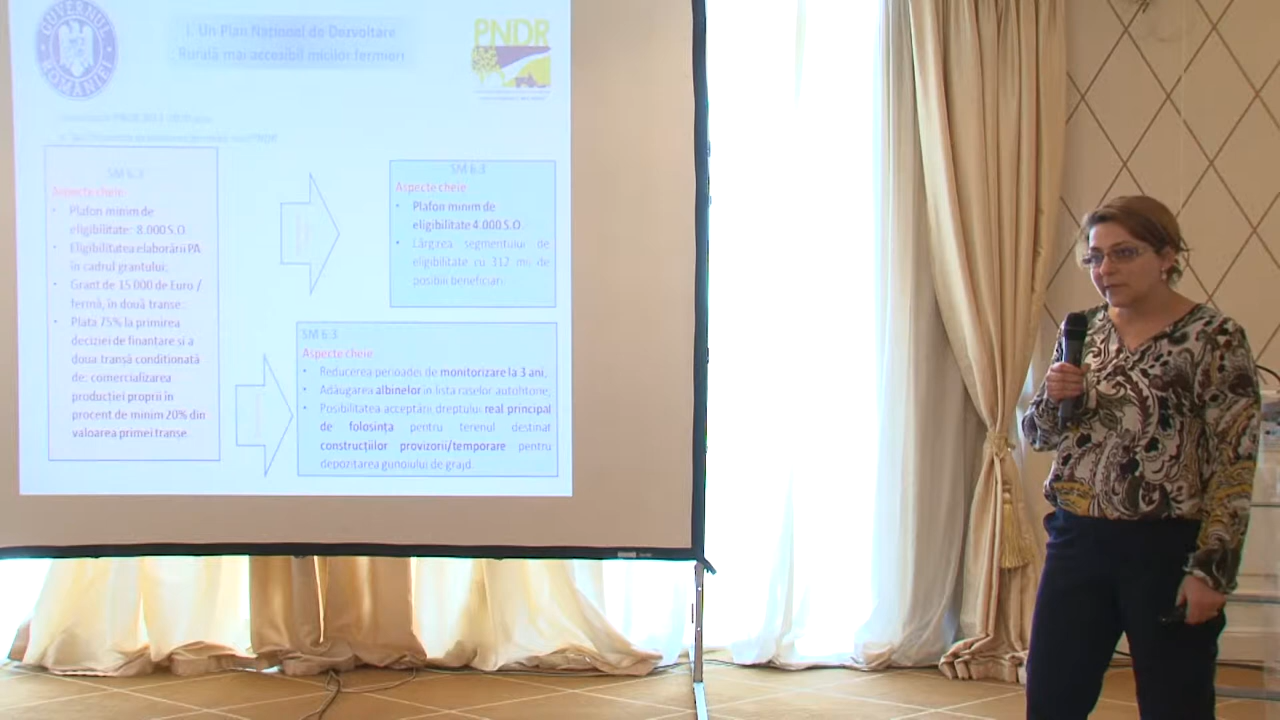 GUVERNUL
ROMÂNIEI
I. Un Plan Național de Dezvoltare
Rurală mai accesibil micilor fermieri
PNDR
SM 6.3
Aspecte cheie
• Plafon minim de
eligibilitate: 8.000 S.O.
• Eligibilitatea elaborării PA
în cadrul grantului;
• Grant de 15 000 de Euro /
fermă, în două tranșe:
• Plata 75% la primirea
deciziei de finanțare și a
doua tranșă condiționată
de: comercializarea
producției proprii în
procent de minim 20% din
valoarea primei tranșe
SM 6.3
Aspecte cheie
• Plafon minim de
eligibilitate 4.000 S.O.
• Lărgirea segmentului de
eligibilitate cu 312 mii de
posibili beneficiari.
SM 6.3
Aspecte cheie
• Reducerea perioadei de monitorizare la 3 ani;
• Adăugarea albinelor in lista raselor autohtone;
• Posibilitatea acceptării dreptului real principal
de folosința pentru terenul destinat
construcțiilor provizorii/temporare pentru
depozitarea gunoiului de grajd.